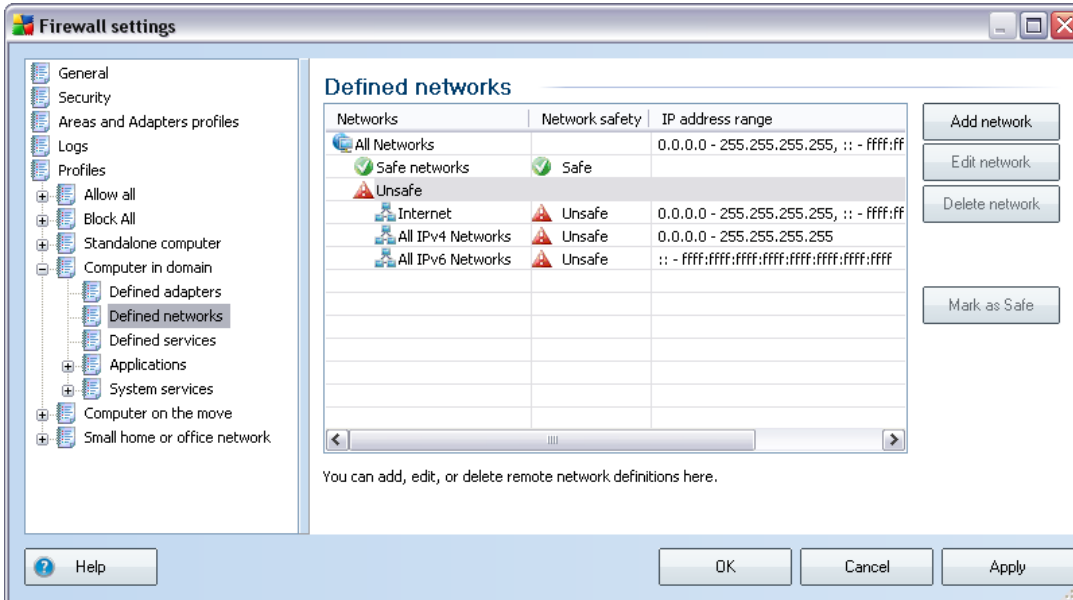 Firewall settings
General
Security
Areas and Adapters profiles
Logs
Profiles
Allow all
Block All
Standalone computer
Computer in domain
Defined adapters
Defined networks
Defined services
Applications
System services
Computer on the move
Small home or office network
Defined networks
Networks Network safety IP address range
All Networks 0.0.0.0 - 255.255.255.255, :: - ffff:ff
Safe networks Safe
Unsafe
Internet Unsafe 0.0.0.0 - 255.255.255.255, :: - ffff:ff
All IPv4 Networks Unsafe 0.0.0.0 - 255.255.255.255
All IPv6 Networks Unsafe :: - ffff:ffff:ffff:ffff:ffff:ffff:ffff:ffff
You can add, edit, or delete remote network definitions here.
Add network
Edit network
Delete network
Mark as Safe
Help
OK
Cancel
Apply